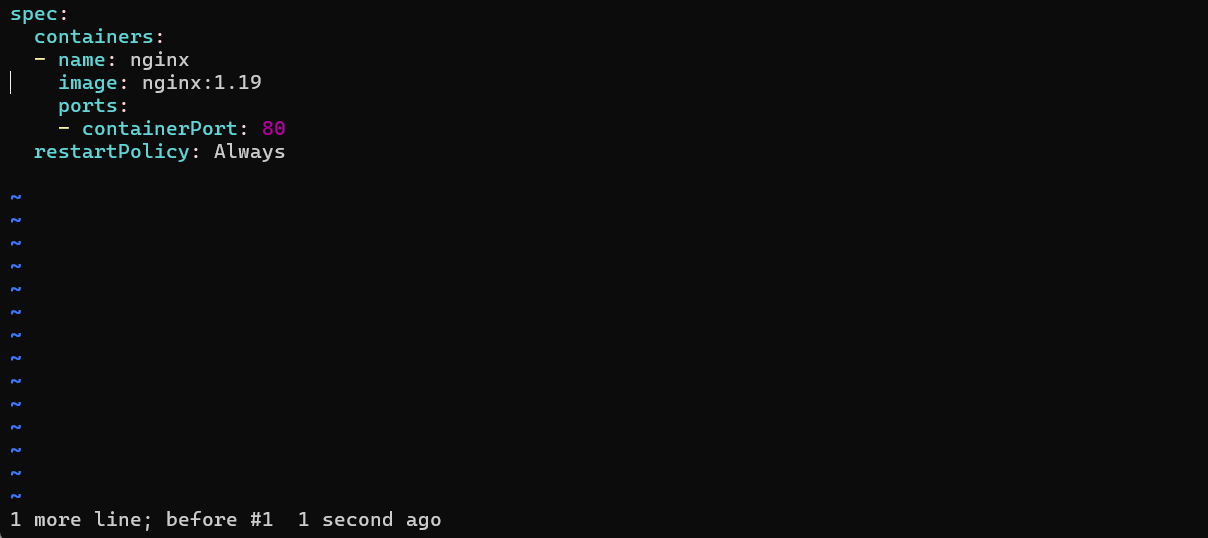 spec:
  containers:
  - name: nginx
    image: nginx:1.19
    ports:
    - containerPort: 80
  restartPolicy: Always

~
~
~
~
~
~
~
~
~
~
~
~
~
~
1 more line; before #1  1 second ago